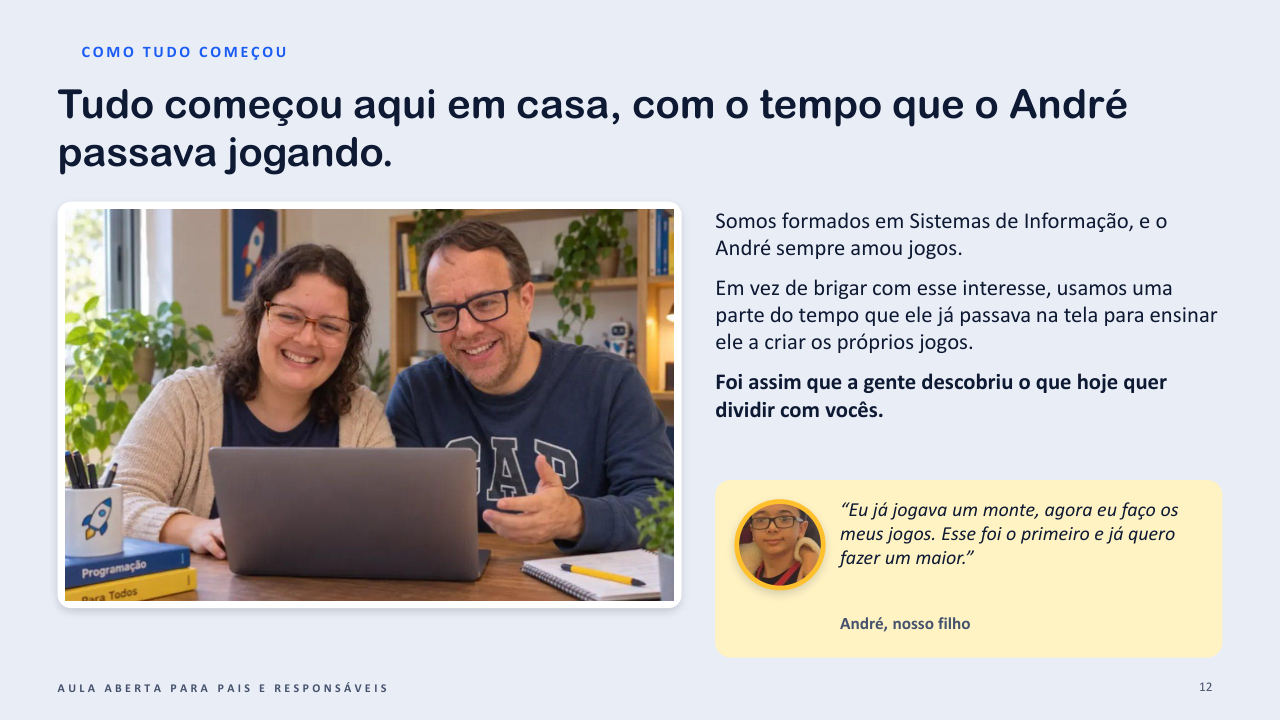 COMO TUDO COMEÇOU
Tudo começou aqui em casa, com o tempo que o André
passava jogando.
Somos formados em Sistemas de Informação, e o
André sempre amou jogos.
Em vez de brigar com esse interesse, usamos uma
parte do tempo que ele já passava na tela para ensinar
ele a criar os próprios jogos.
Foi assim que a gente descobriu o que hoje quer
dividir com vocês.
GAP
Programação
Para Todos
“Eu já jogava um monte, agora eu faço os
meus jogos. Esse foi o primeiro e já quero
fazer um maior.”
André, nosso filho
AULA ABERTA PARA PAIS E RESPONSÁVEIS
12